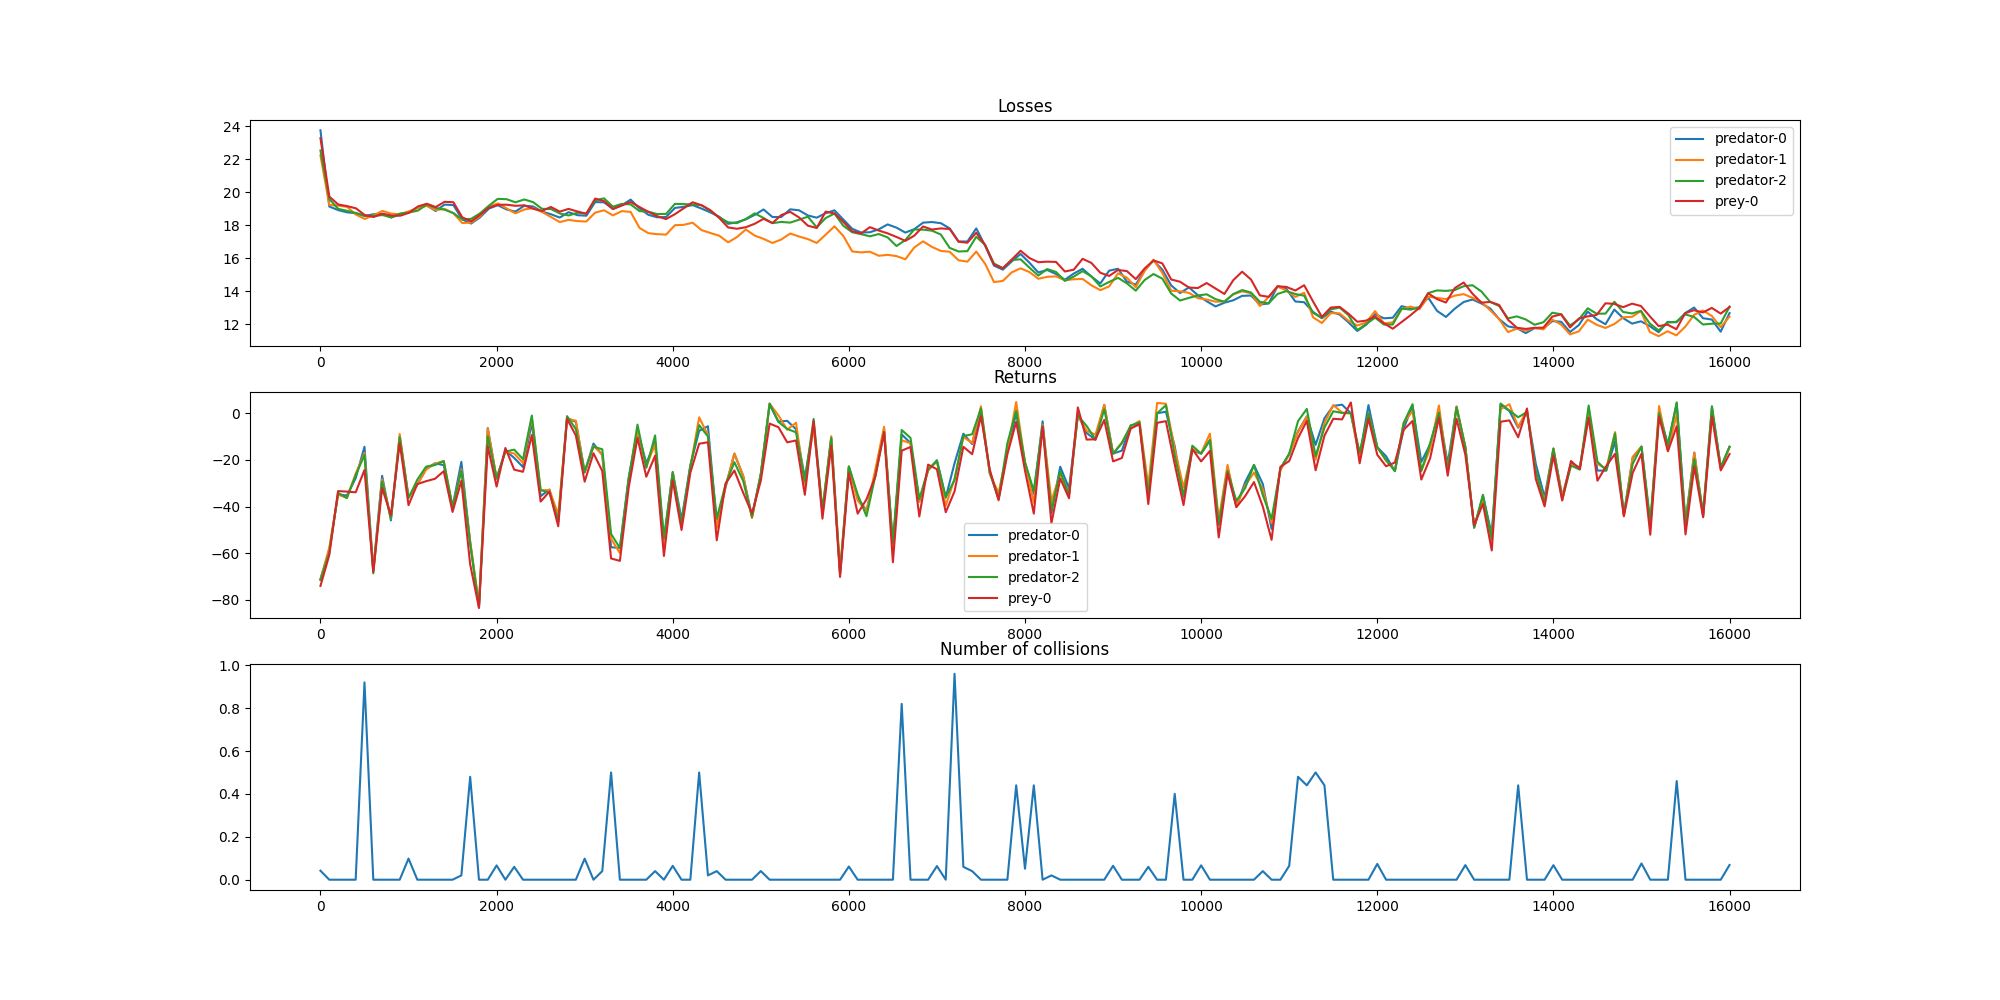 Losses
24
22
20
18
16
14
12
predator-0
predator-1
predator-2
prey-0
0 2000 4000 6000 8000 10000 12000 14000 16000
Returns
0
−20
−40
−60
−80
predator-0
predator-1
predator-2
prey-0
0 2000 4000 6000 8000 10000 12000 14000 16000
Number of collisions
1.0
0.8
0.6
0.4
0.2
0.0
0 2000 4000 6000 8000 10000 12000 14000 16000